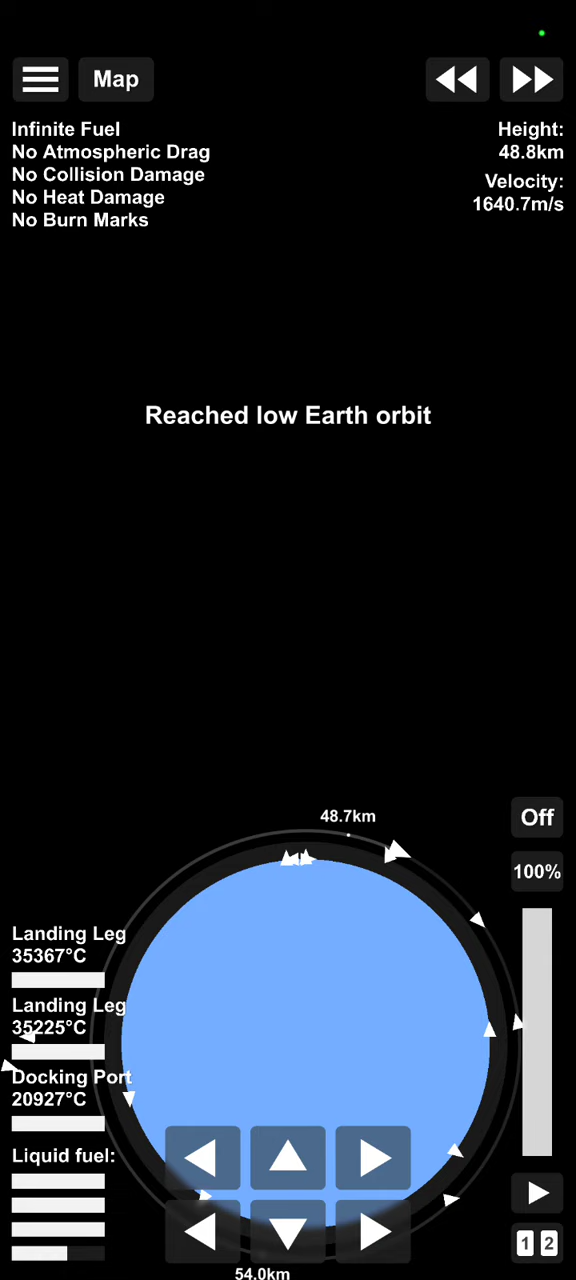 Map
Infinite Fuel
No Atmospheric Drag
No Collision Damage
No Heat Damage
No Burn Marks
Height:
48.8km
Velocity:
1640.7m/s
Reached low Earth orbit
48.7km
Off
100%
Landing Leg
35367°C
Landing Leg
35225°C
Docking Port
20927°C
Liquid fuel:
1 2
54.0km